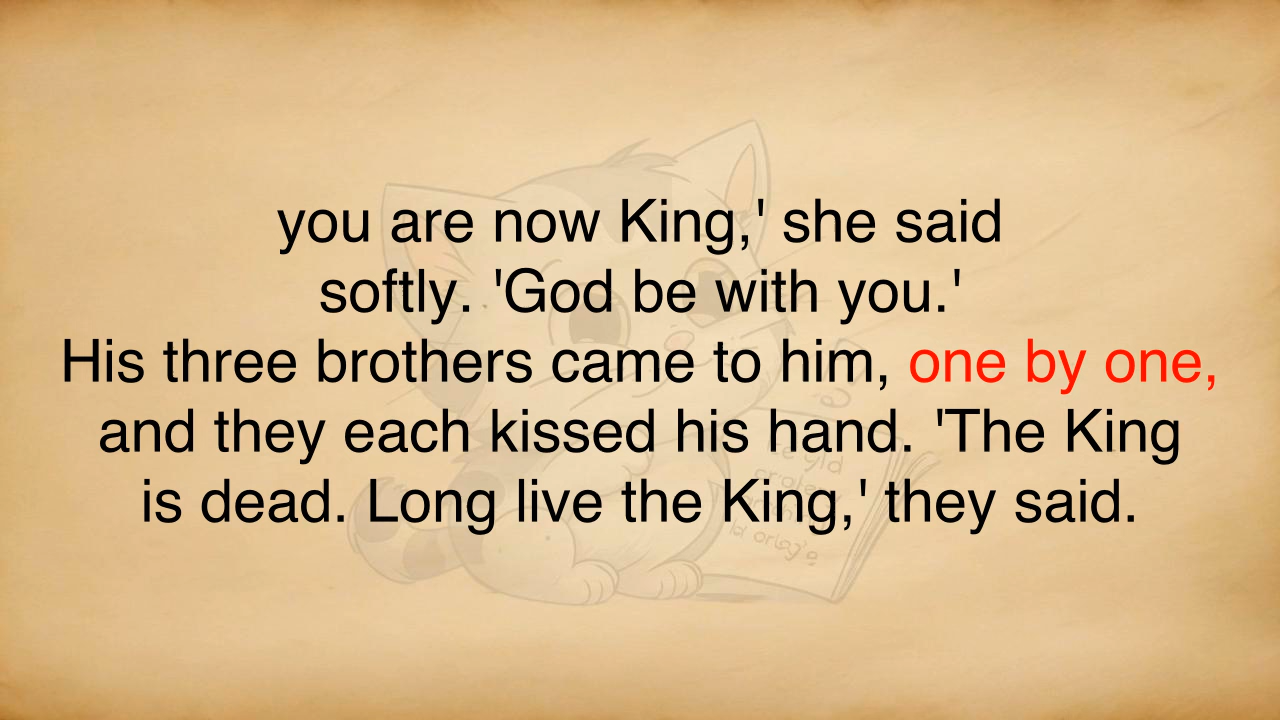 you are now King,' she said
softly. 'God be with you.'
His three brothers came to him, one by one,
and they each kissed his hand. 'The King
is dead. Long live the King,' they said.